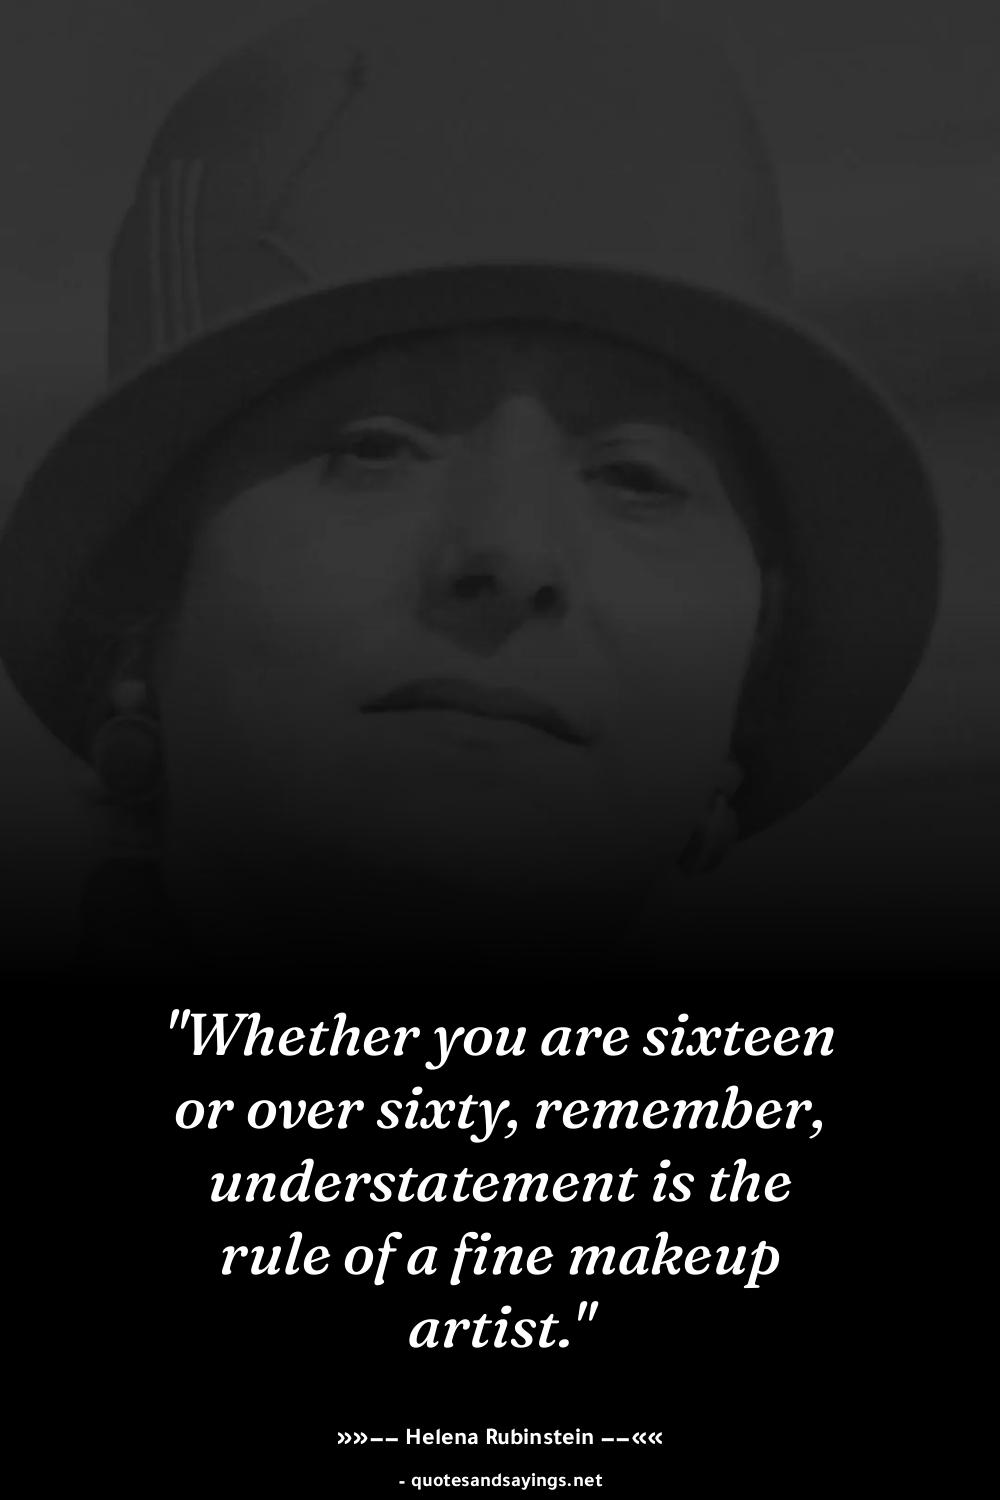 "Whether you are sixteen
or over sixty, remember,
understatement is the
rule of a fine makeup
artist."
»»–– Helena Rubinstein ––««
- quotesandsayings.net